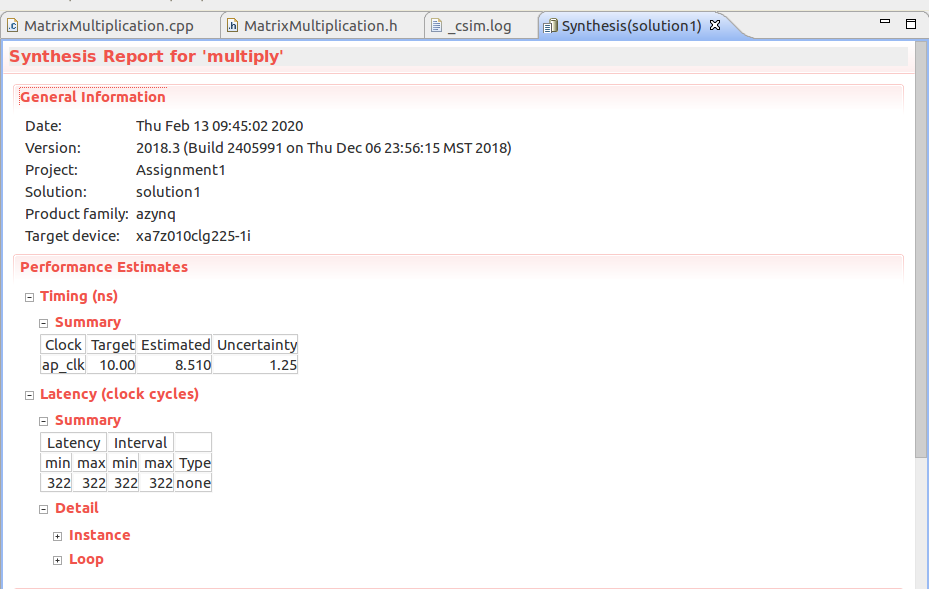 MatrixMultiplication.cpp MatrixMultiplication.h _csim.log Synthesis(solution1)
Synthesis Report for 'multiply'
General Information
Date: Thu Feb 13 09:45:02 2020
Version: 2018.3 (Build 2405991 on Thu Dec 06 23:56:15 MST 2018)
Project: Assignment1
Solution: solution1
Product family: azynq
Target device: xa7z010clg225-1i
Performance Estimates
Timing (ns)
Summary
Clock Target Estimated Uncertainty
ap_clk 10.00 8.510 1.25
Latency (clock cycles)
Summary
Latency Interval
min max min max Type
322 322 322 322 none
Detail
Instance
Loop